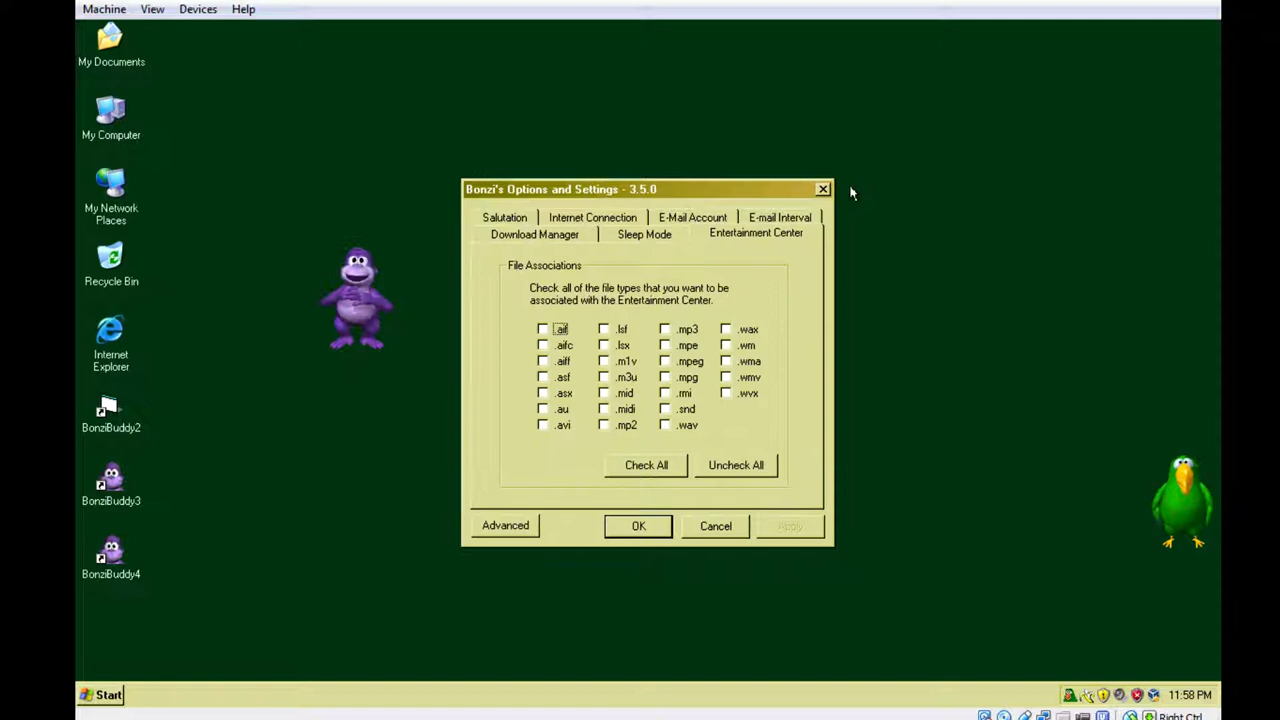 Machine View Devices Help
My Documents
My Computer
My Network
Places
Recycle Bin
Internet
Explorer
BonziBuddy2
BonziBuddy3
BonziBuddy4
Bonzi's Options and Settings - 3.5.0
Salutation Internet Connection E-Mail Account E-mail Interval
Download Manager Sleep Mode Entertainment Center
File Associations
Check all of the file types that you want to be
associated with the Entertainment Center.
.aif .lsf .mp3 .wax
.aifc .lsx .mpe .wm
.aiff .m1v .mpeg .wma
.asf .m3u .mpg .wmv
.asx .mid .rmi .wvx
.au .midi .snd
.avi .mp2 .wav
Check All Uncheck All
Advanced OK Cancel Apply
Start 11:58 PM
Right Ctrl